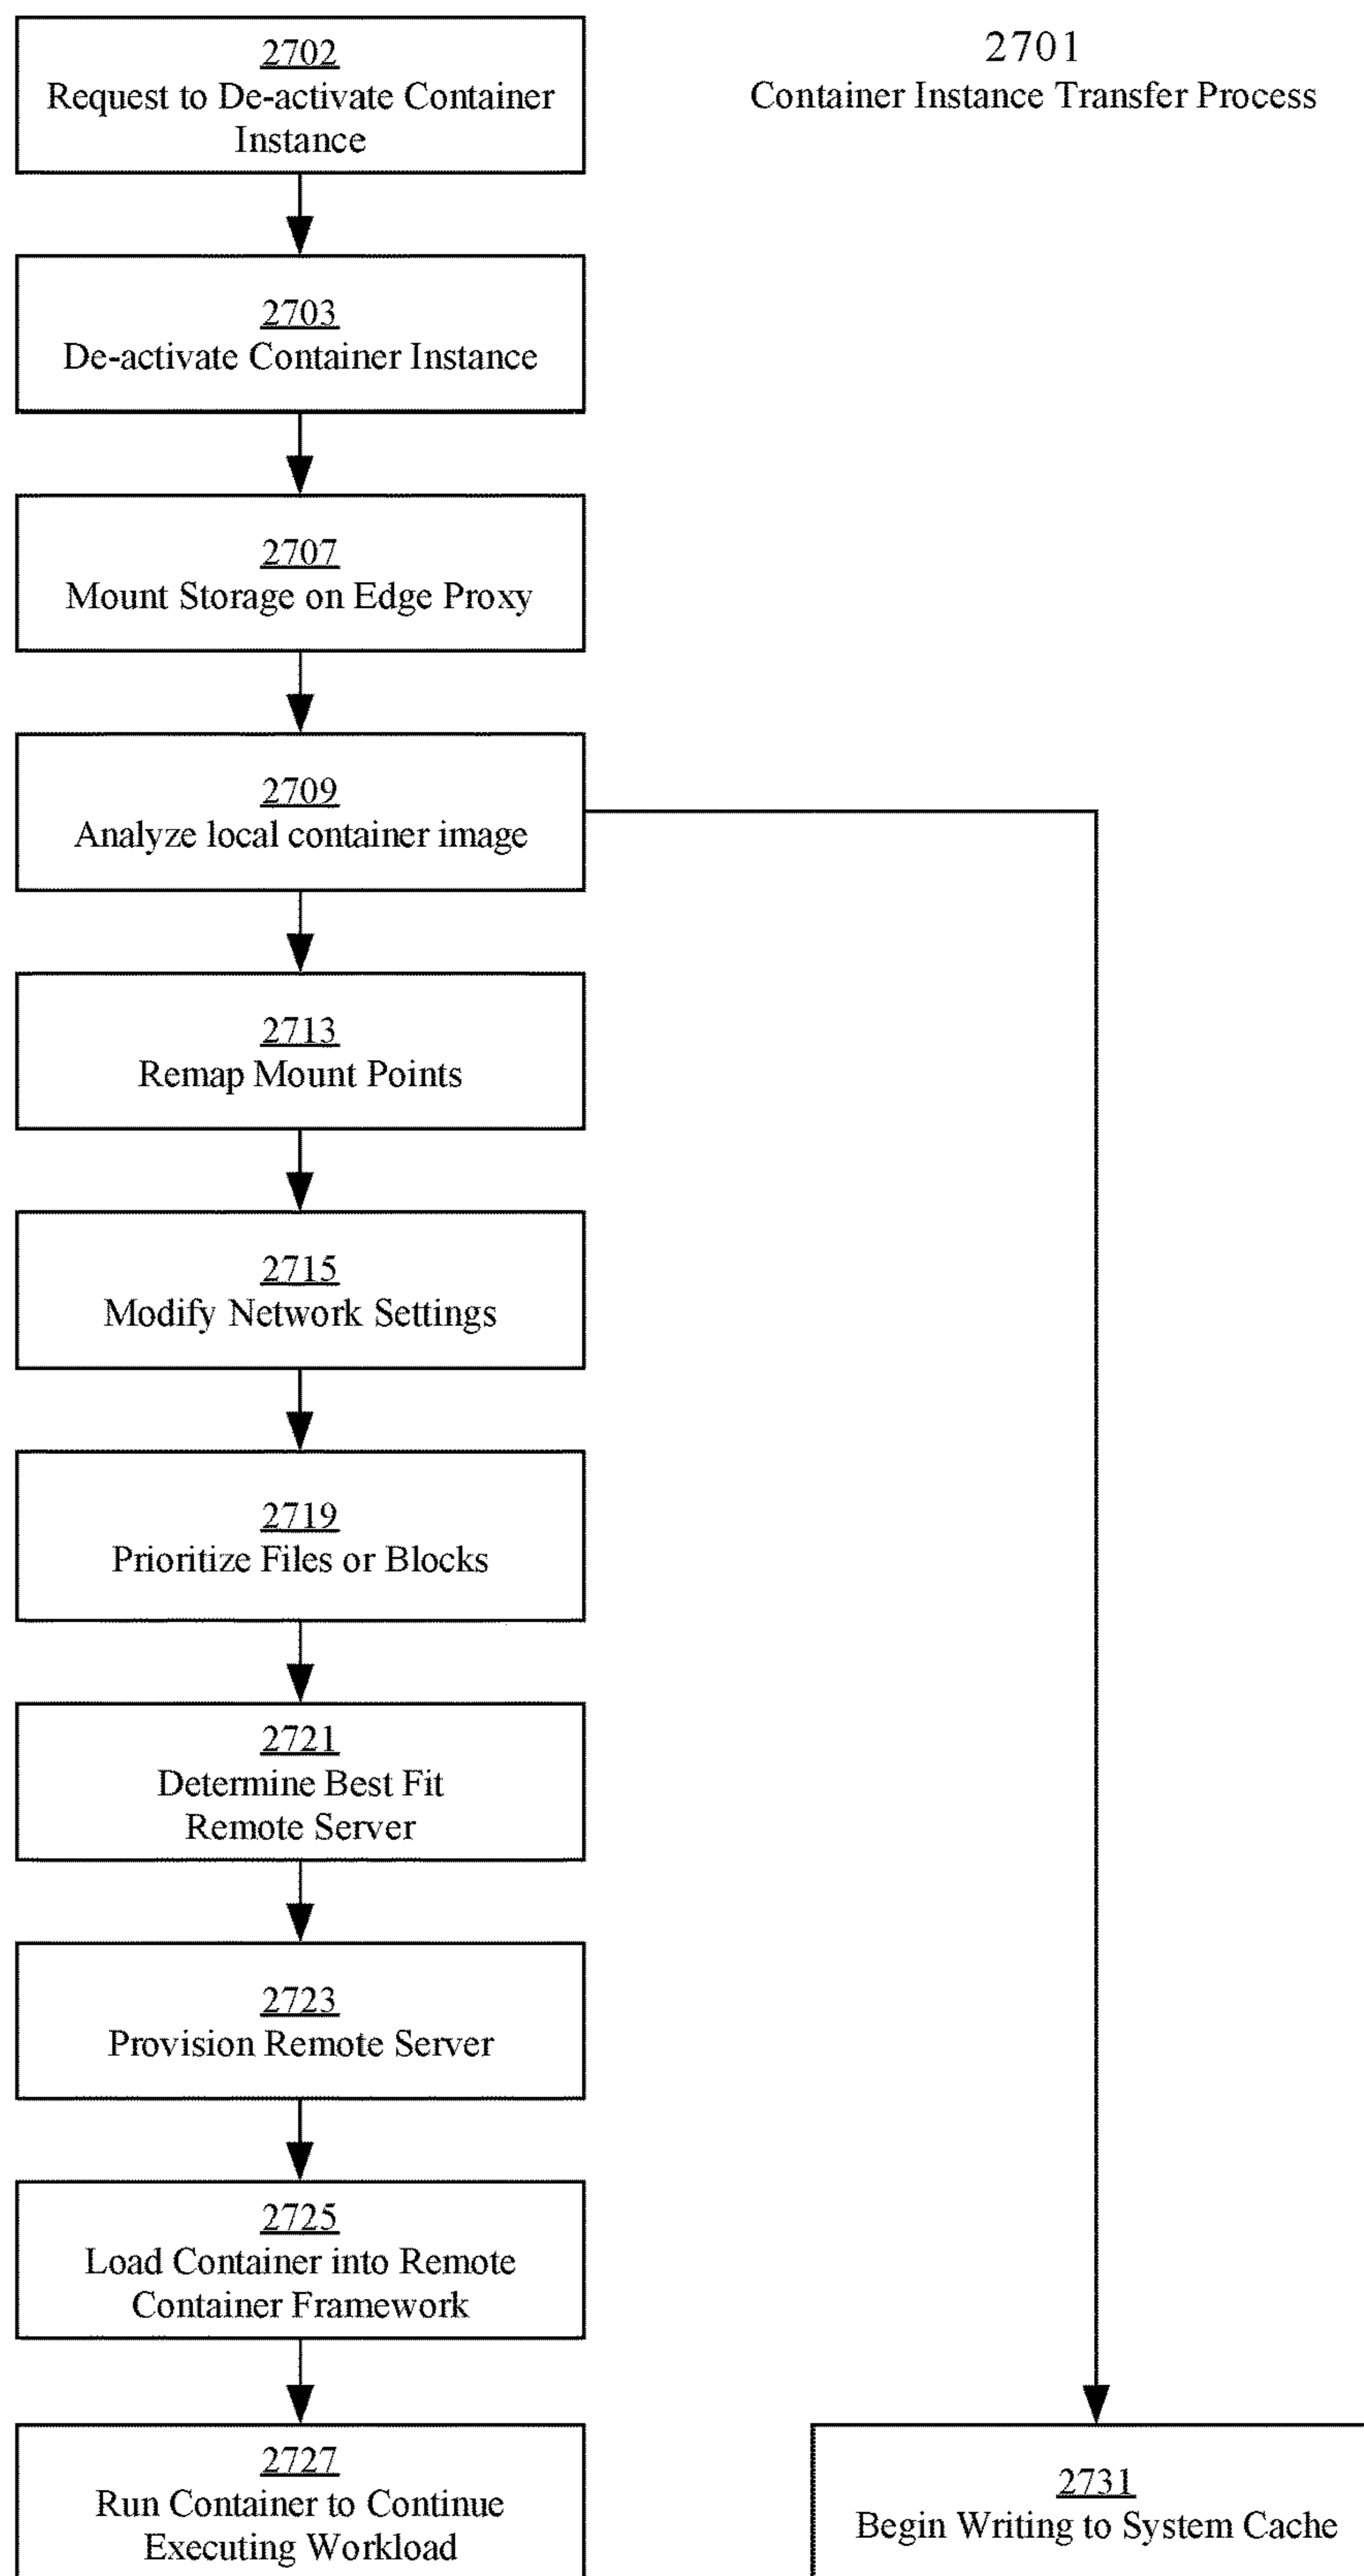 2701
Container Instance Transfer Process
2702
Request to De-activate Container
Instance
2703
De-activate Container Instance
2707
Mount Storage on Edge Proxy
2709
Analyze local container image
2713
Remap Mount Points
2715
Modify Network Settings
2719
Prioritize Files or Blocks
2721
Determine Best Fit
Remote Server
2723
Provision Remote Server
2725
Load Container into Remote
Container Framework
2727
Run Container to Continue
Executing Workload
2731
Begin Writing to System Cache